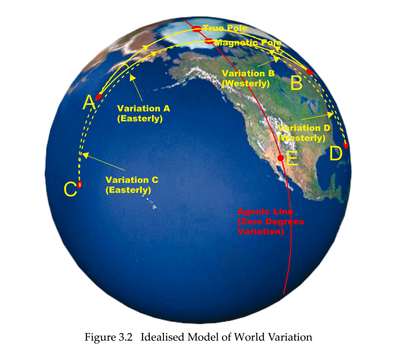 True Pole
Magnetic Pole
Variation B
(Westerly)
B
A
Variation A
(Easterly)
Variation D
(Westerly)
D
E
C
Variation C
(Easterly)
Agonic Line
(Zero Degrees
Variation)
Figure 3.2 Idealised Model of World Variation